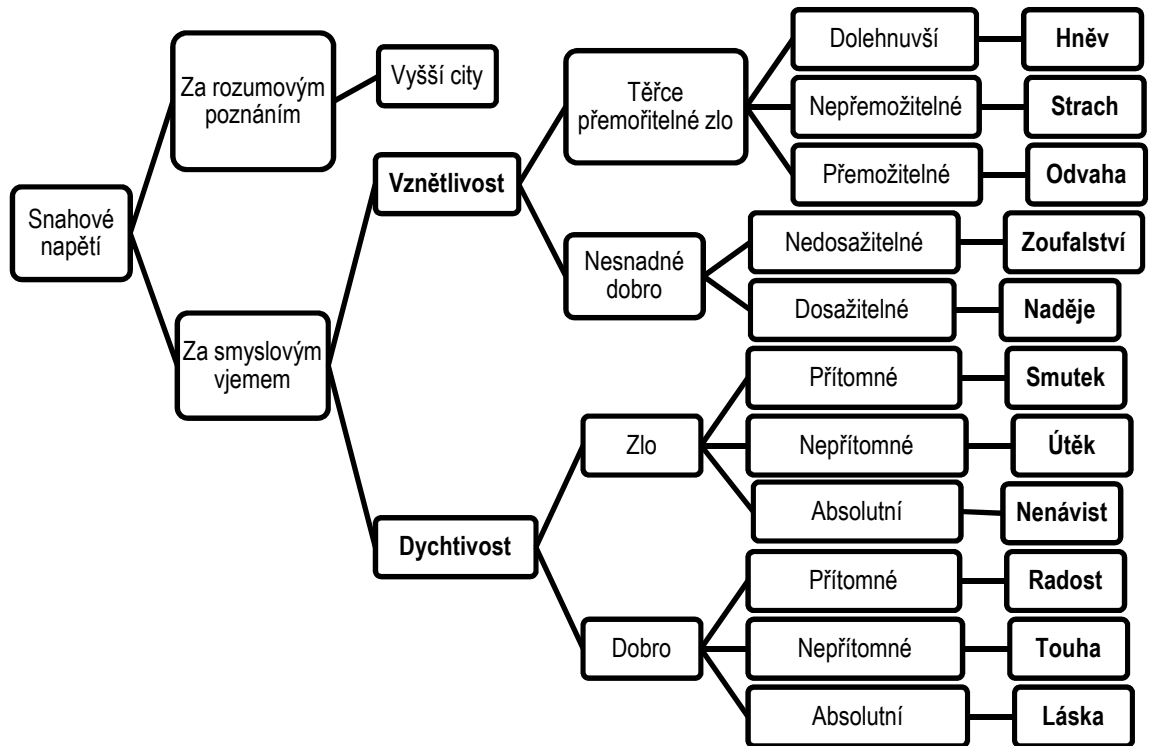 Snahové
napětí
Za rozumovým
poznáním
Vyšší city
Za smyslovým
vjemem
Vznětlivost
Těřce
přemořitelné zlo
Dolehnuvší
Hněv
Nepřemožitelné
Strach
Přemožitelné
Odvaha
Nesnadné
dobro
Nedosažitelné
Zoufalství
Dosažitelné
Naděje
Dychtivost
Zlo
Přítomné
Smutek
Nepřítomné
Útěk
Absolutní
Nenávist
Dobro
Přítomné
Radost
Nepřítomné
Touha
Absolutní
Láska